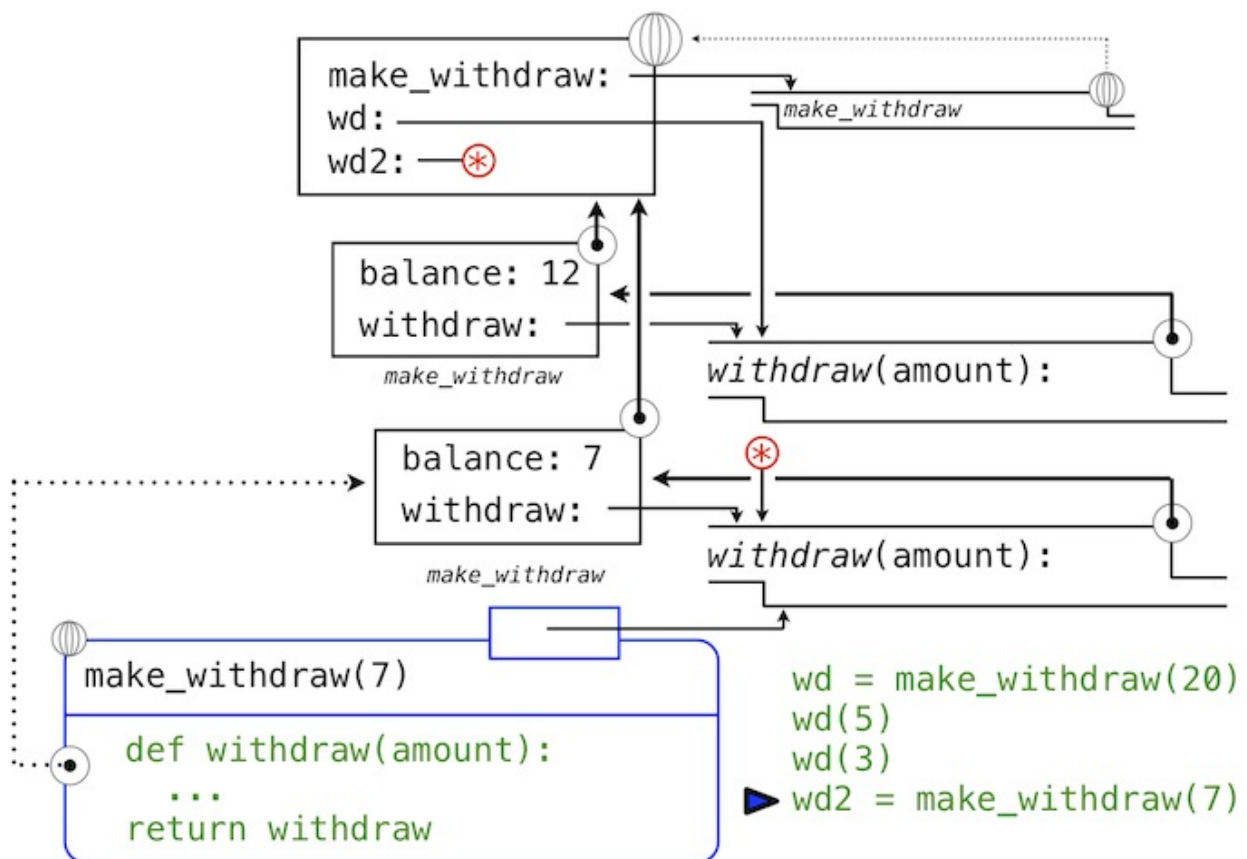 make_withdraw:
make_withdraw
wd:
wd2:
balance: 12
withdraw:
make_withdraw
withdraw(amount):
balance: 7
withdraw:
make_withdraw
withdraw(amount):
make_withdraw(7)
def withdraw(amount):
...
return withdraw
wd = make_withdraw(20)
wd(5)
wd(3)
wd2 = make_withdraw(7)